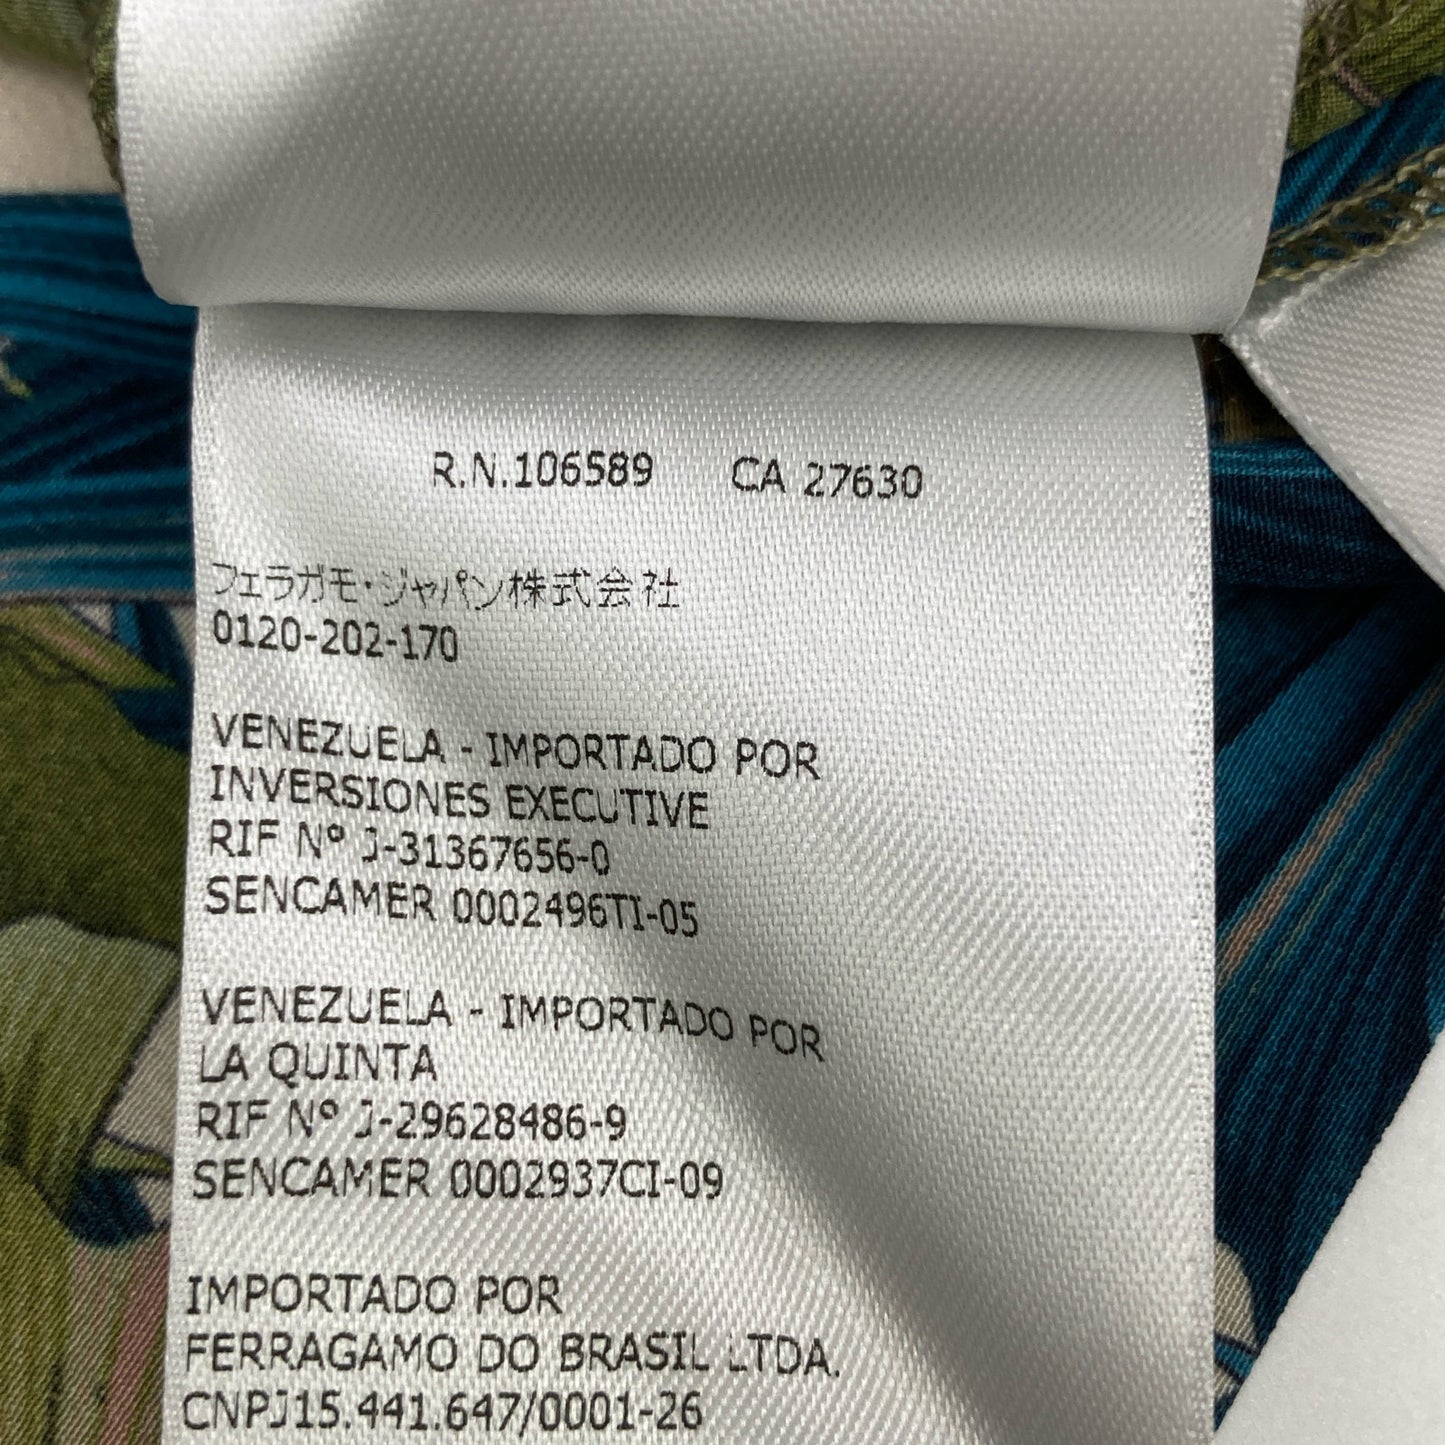 R.N.106589 CA 27630
フェラガモ・ジャパン株式会社
0120-202-170
VENEZUELA - IMPORTADO POR
INVERSIONES EXECUTIVE
RIF Nº J-31367656-0
SENCAMER 0002496TI-05
VENEZUELA - IMPORTADO POR
LA QUINTA
RIF Nº J-29628486-9
SENCAMER 0002937CI-09
IMPORTADO POR
FERRAGAMO DO BRASIL LTDA.
CNPJ15.441.647/0001-26